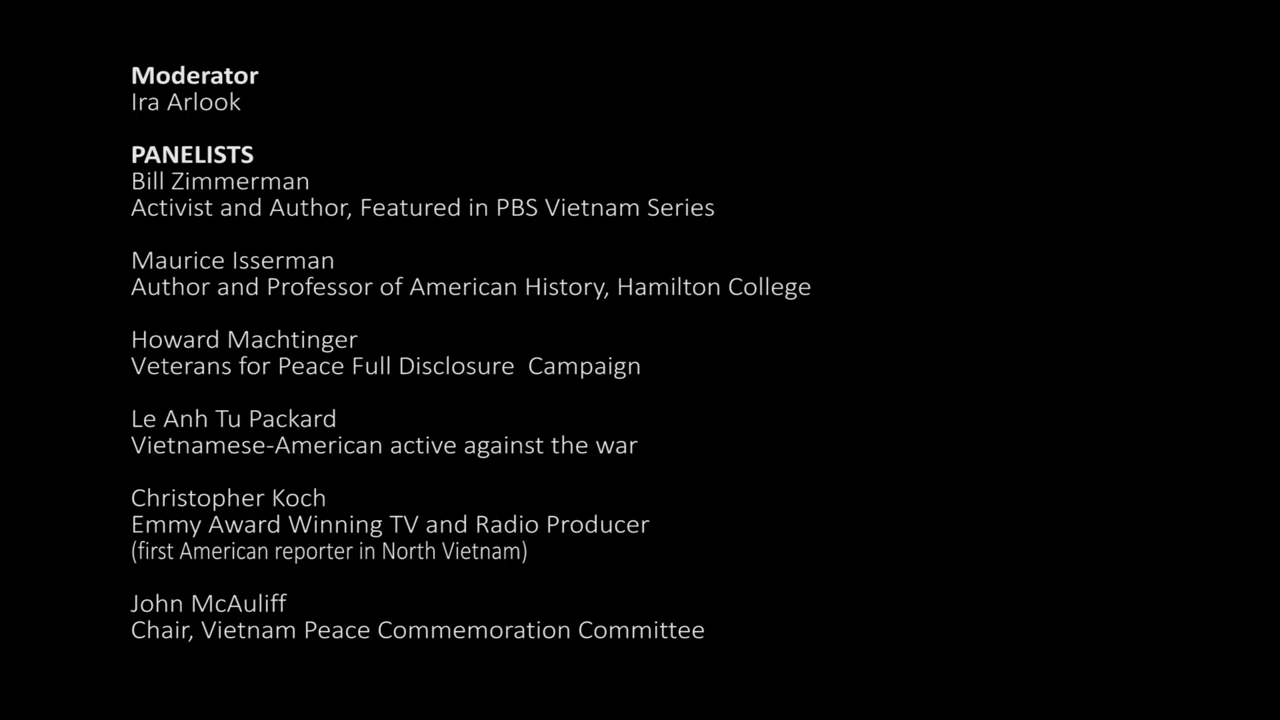 Moderator
Ira Arlook
PANELISTS
Bill Zimmerman
Activist and Author, Featured in PBS Vietnam Series
Maurice Isserman
Author and Professor of American History, Hamilton College
Howard Machtinger
Veterans for Peace Full Disclosure  Campaign
Le Anh Tu Packard
Vietnamese-American active against the war
Christopher Koch
Emmy Award Winning TV and Radio Producer
(first American reporter in North Vietnam)
John McAuliff
Chair, Vietnam Peace Commemoration Committee